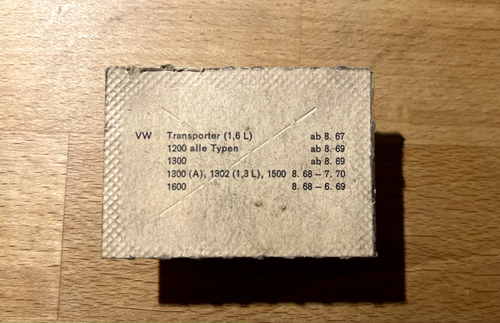 VW Transporter (1,6 L) ab 8. 67
1200 alle Typen ab 8. 69
1300 ab 8. 69
1300 (A), 1302 (1,3 L), 1500 8. 68 – 7. 70
1600 8. 68 – 6. 69